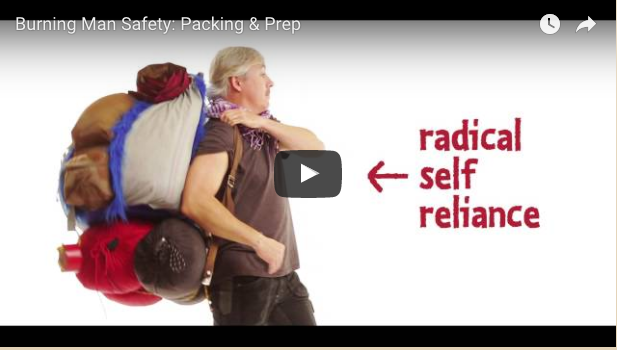 Burning Man Safety: Packing & Prep
radical
self
reliance